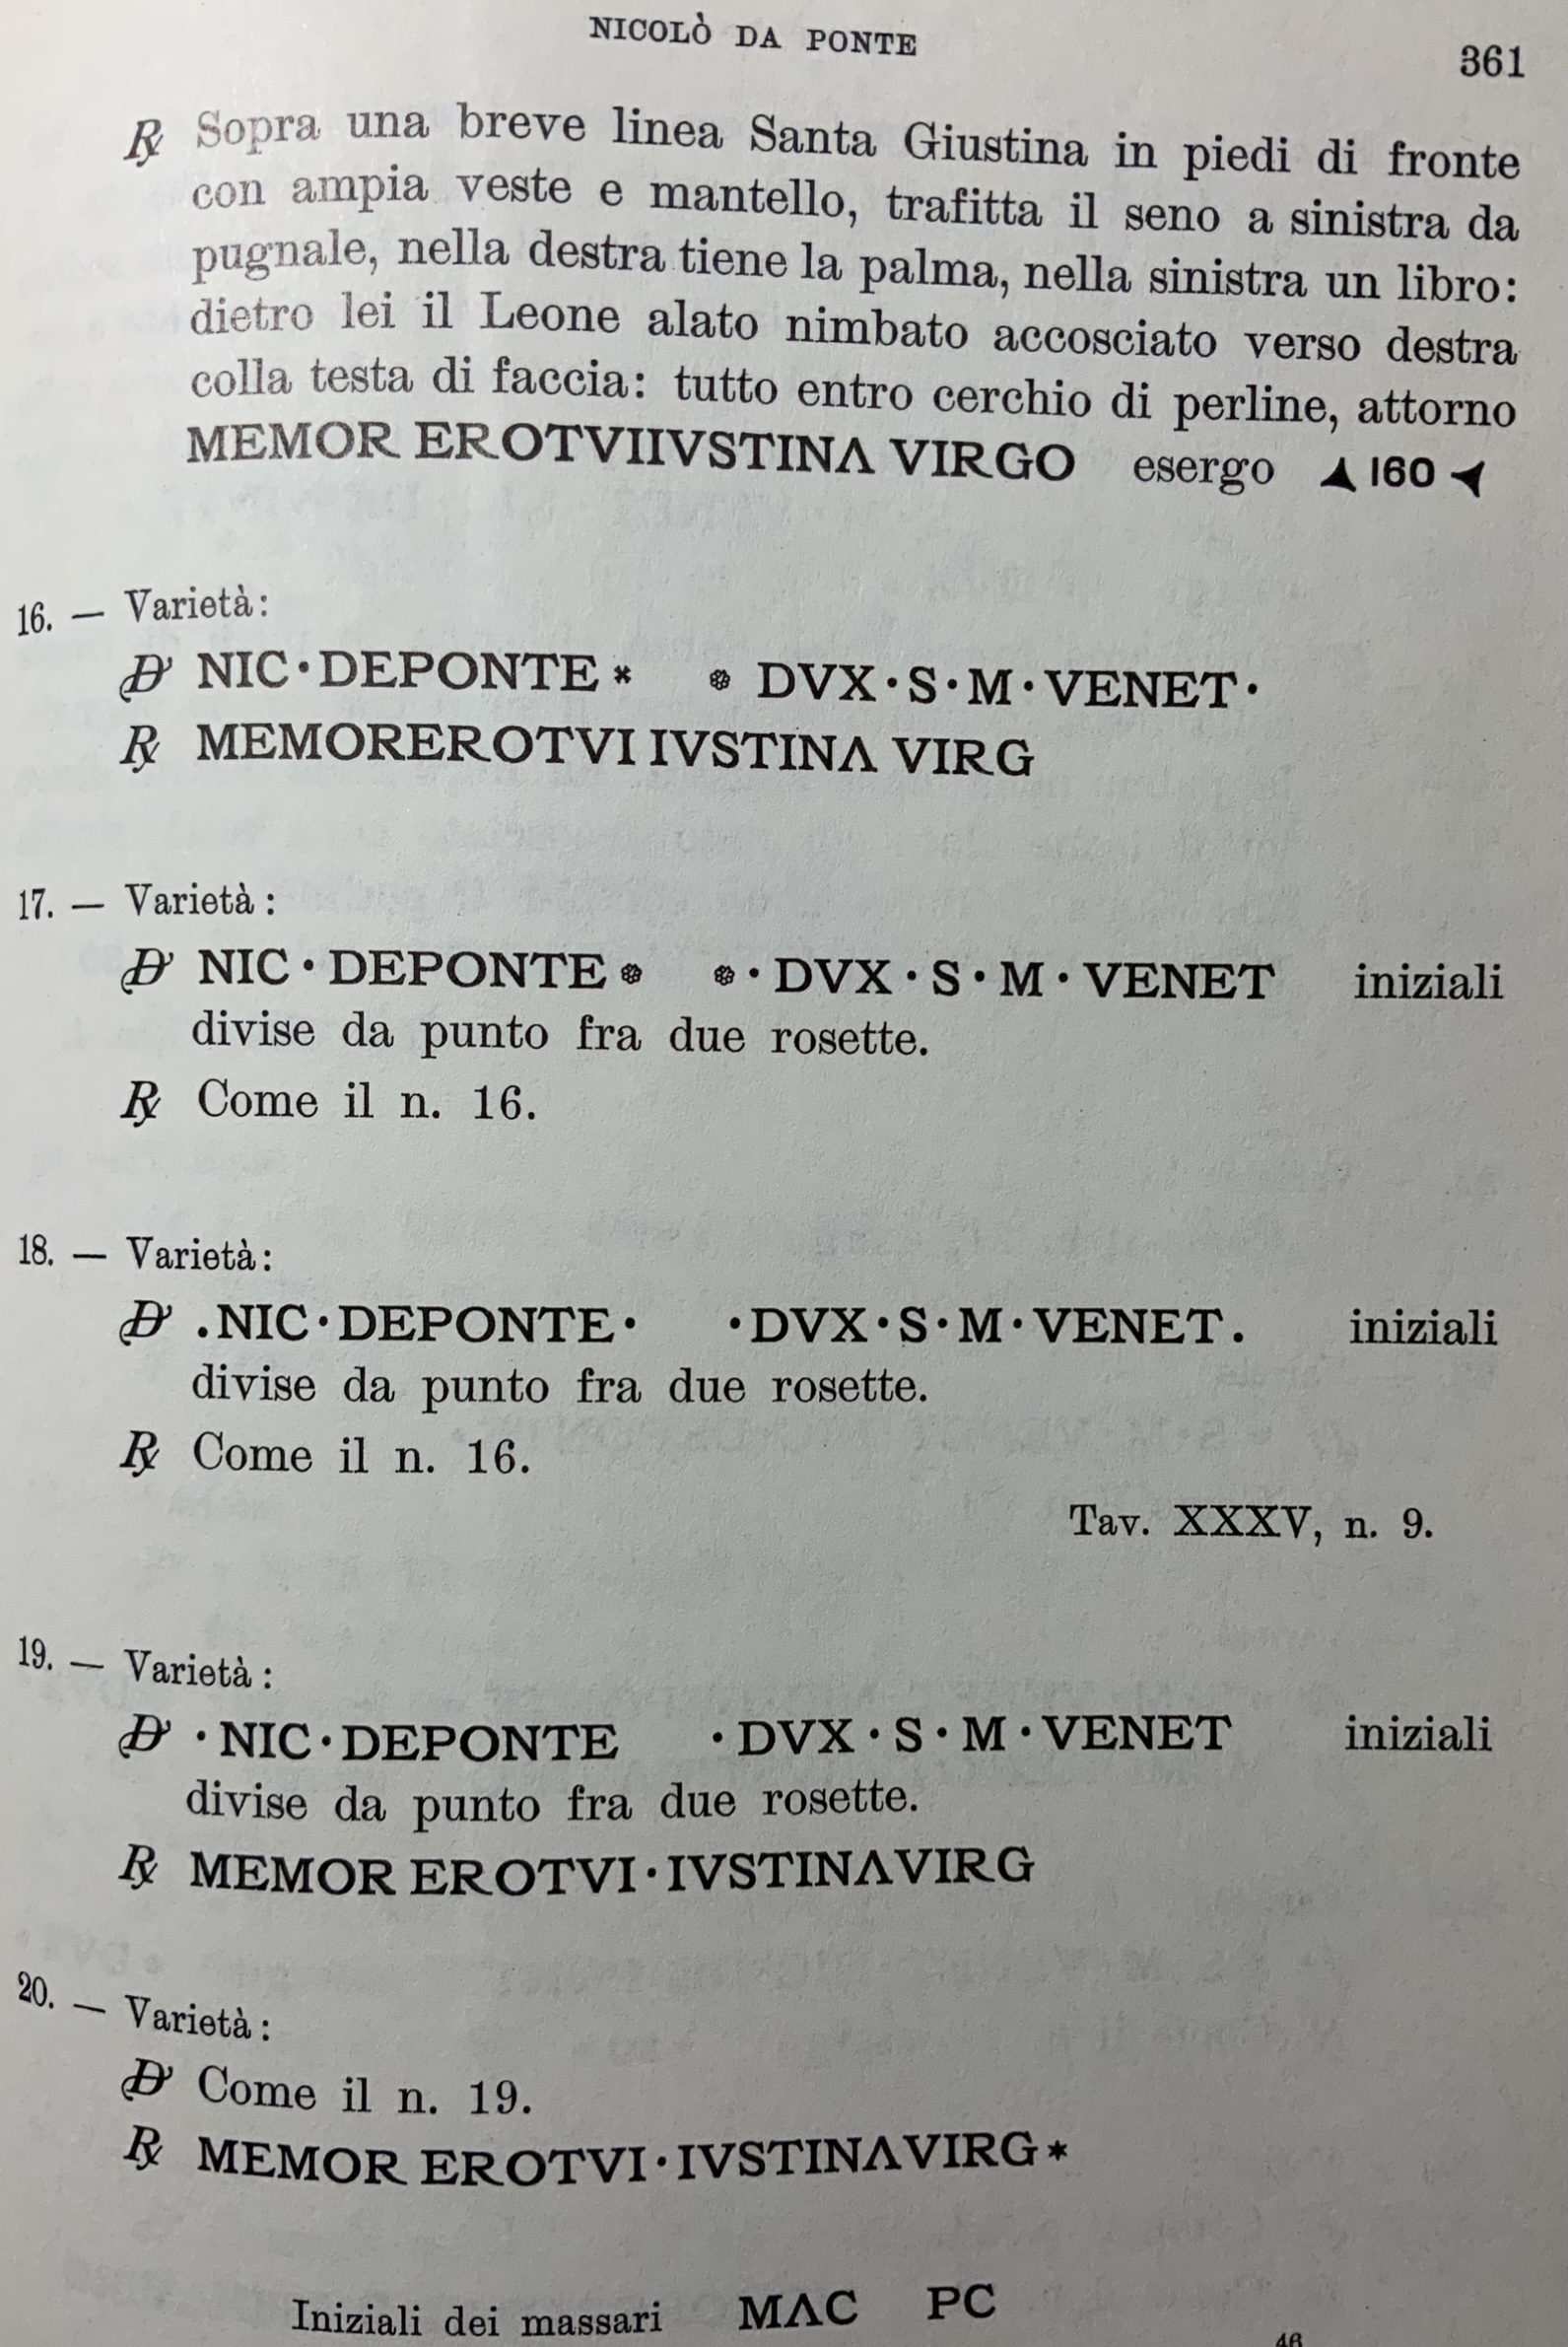 NICOLÒ DA PONTE
361
℞ Sopra una breve linea Santa Giustina in piedi di fronte
con ampia veste e mantello, trafitta il seno a sinistra da
pugnale, nella destra tiene la palma, nella sinistra un libro:
dietro lei il Leone alato nimbato accosciato verso destra
colla testa di faccia: tutto entro cerchio di perline, attorno
MEMOR EROTVIIIVSTINΛ VIRGO esergo ▲ 160 ◀
16. — Varietà:
D NIC·DEPONTE * ❁ DVX·S·M·VENET·
℞ MEMOREROTVI IVSTINΛ VIRG
17. — Varietà:
D NIC·DEPONTE ❁ ❁·DVX·S·M·VENET iniziali
divise da punto fra due rosette.
℞ Come il n. 16.
18. — Varietà:
D .NIC·DEPONTE· ·DVX·S·M·VENET. iniziali
divise da punto fra due rosette.
℞ Come il n. 16.
Tav. XXXV, n. 9.
19. — Varietà:
D ·NIC·DEPONTE ·DVX·S·M·VENET iniziali
divise da punto fra due rosette.
℞ MEMOR EROTVI·IVSTINΛVIRG
20. — Varietà:
D Come il n. 19.
℞ MEMOR EROTVI·IVSTINΛVIRG*
Iniziali dei massari MΛC PC
46